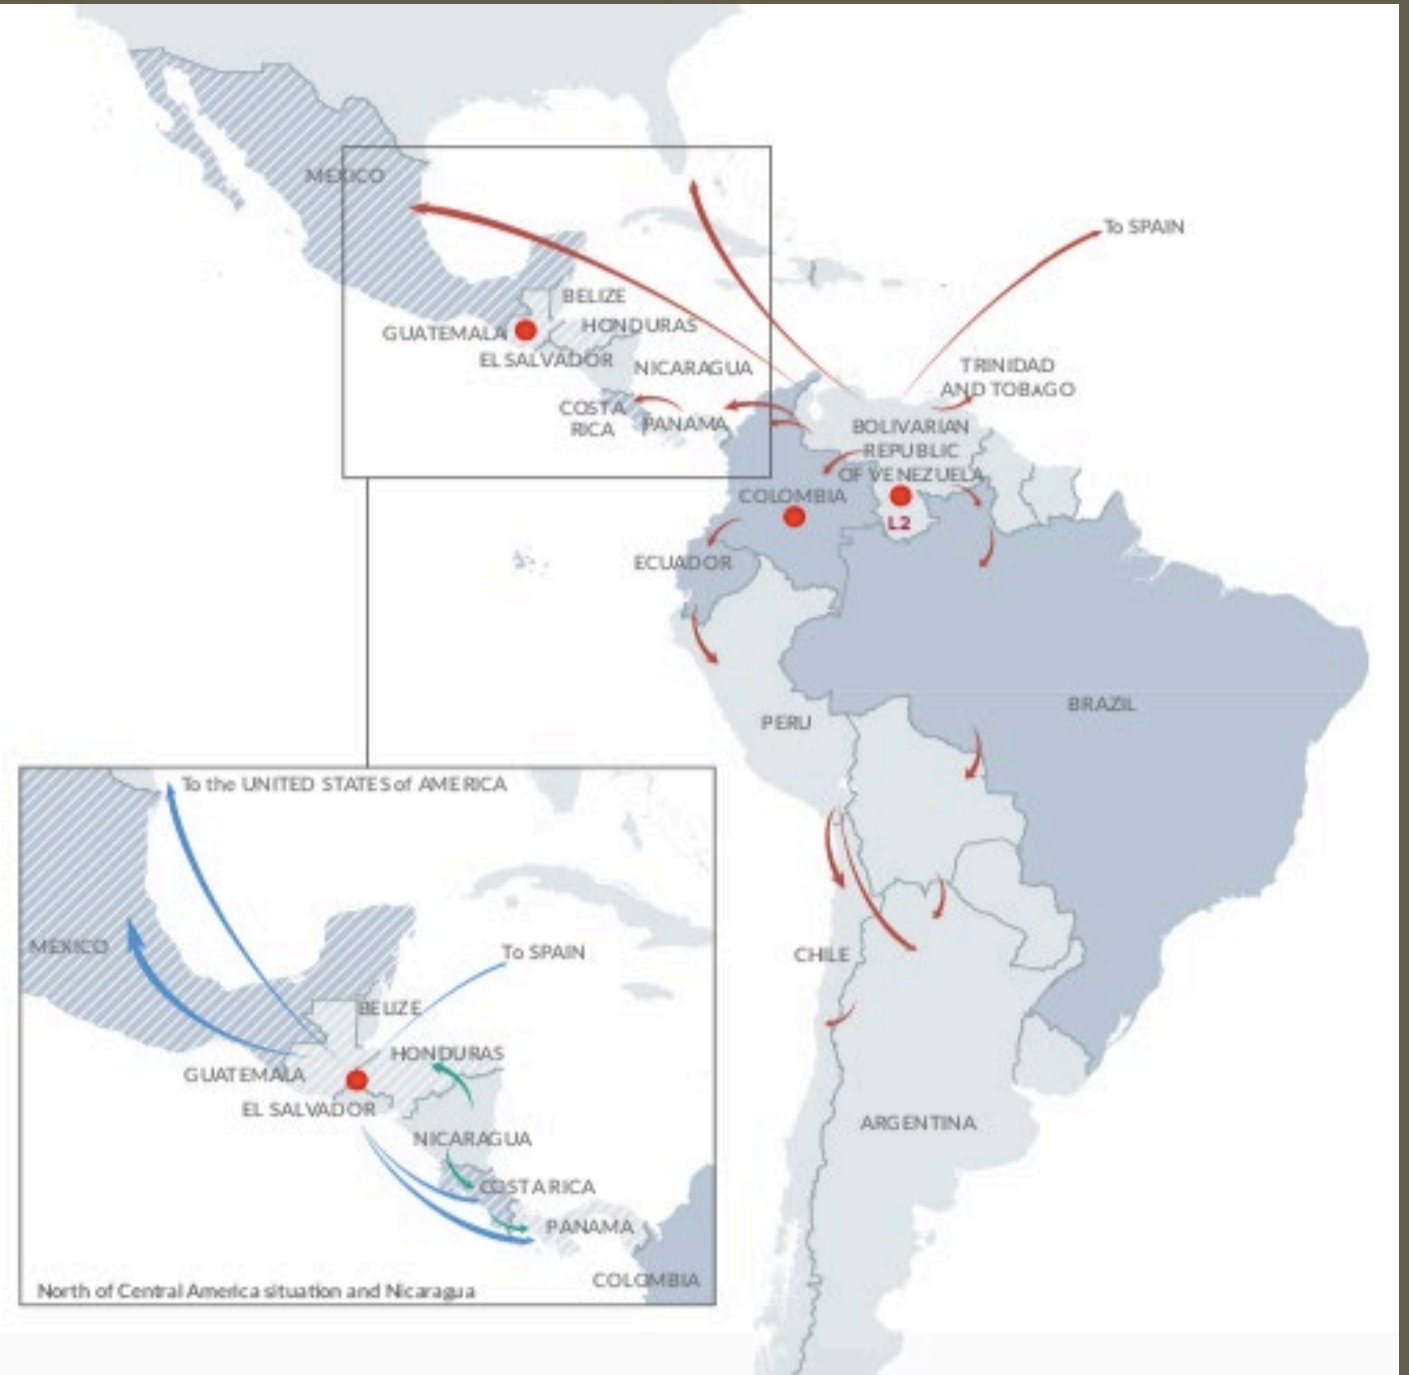 MEXICO
To SPAIN
BELIZE
GUATEMALA
HONDURAS
EL SALVADOR
NICARAGUA
TRINIDAD
AND TOBAGO
COSTA
RICA
PANAMA
BOLIVARIAN
REPUBLIC
OF VENEZUELA
COLOMBIA
L2
ECUADOR
BRAZIL
PERU
CHILE
ARGENTINA
To the UNITED STATES of AMERICA
MEXICO
To SPAIN
BELIZE
HONDURAS
GUATEMALA
EL SALVADOR
NICARAGUA
COSTA RICA
PANAMA
COLOMBIA
North of Central America situation and Nicaragua